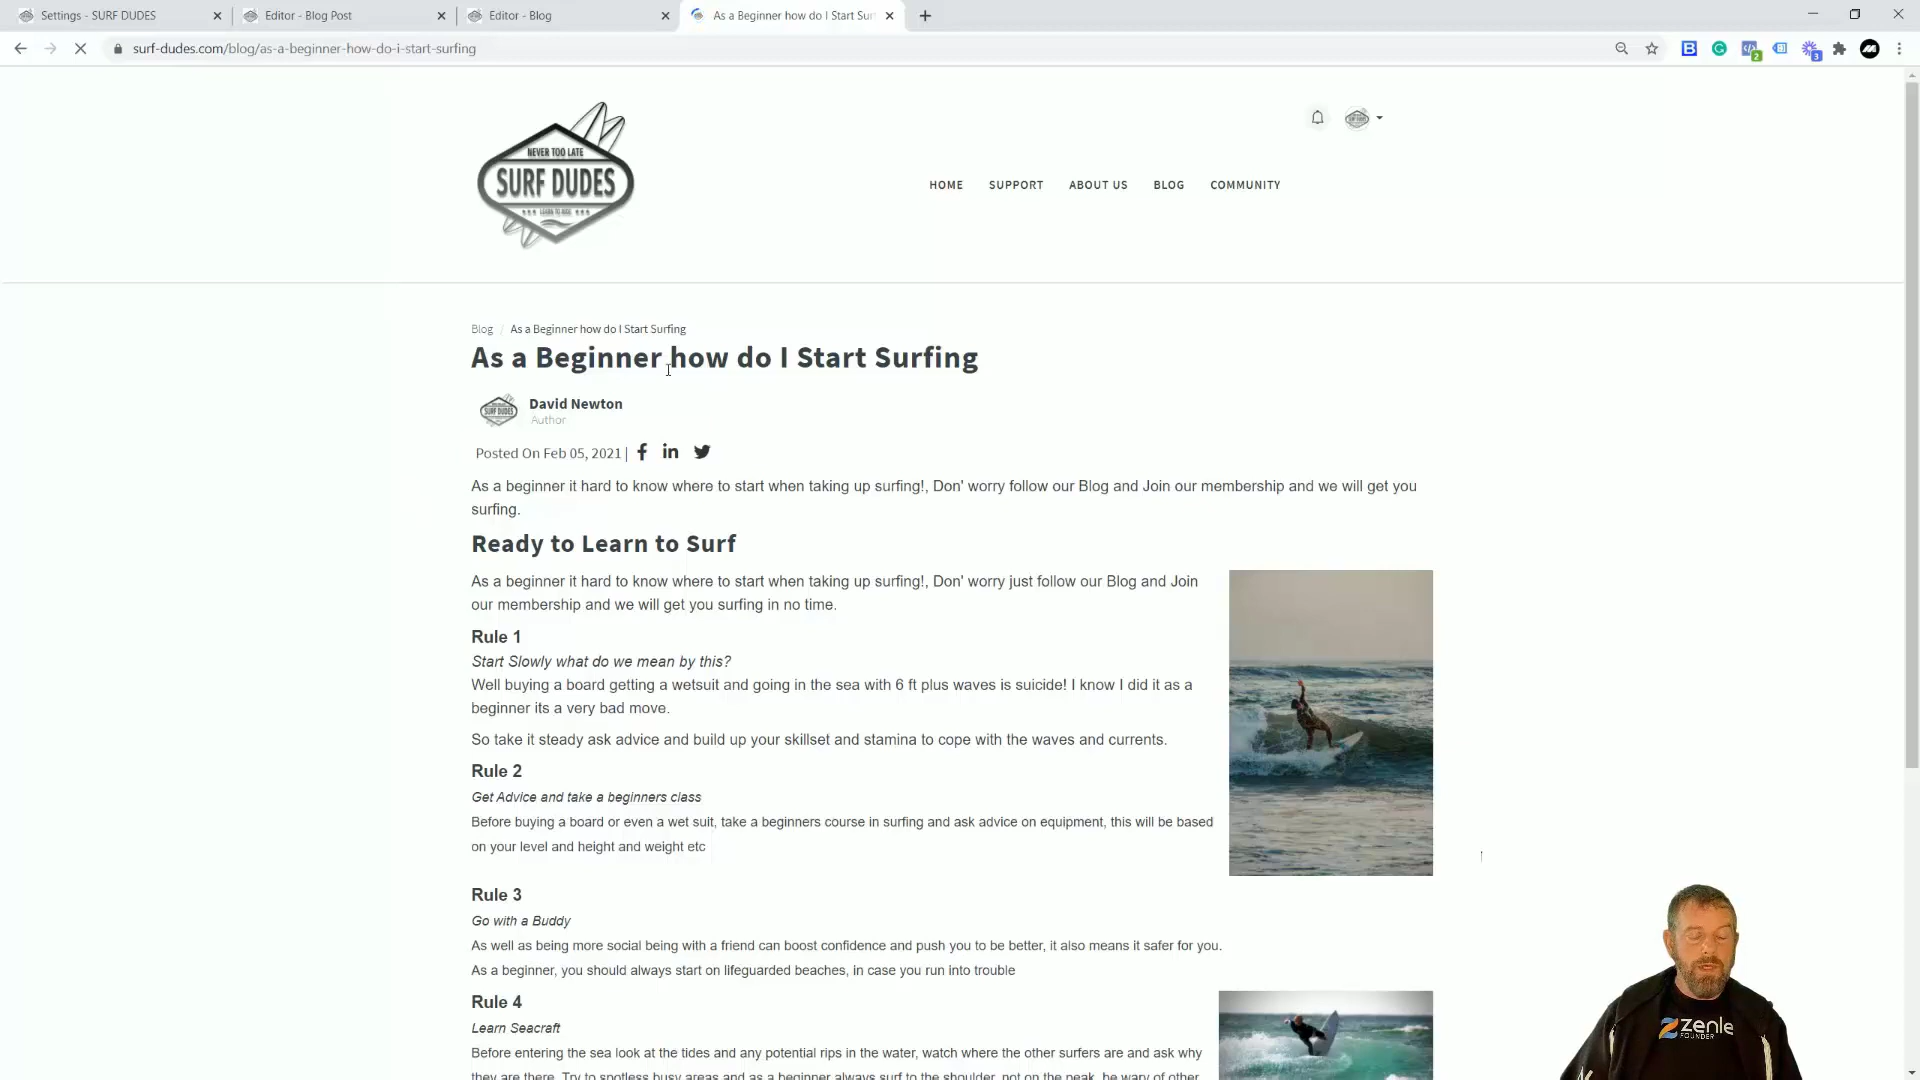 Settings - SURF DUDES
Editor - Blog Post
Editor - Blog
As a Beginner how do I Start Sur
surf-dudes.com/blog/as-a-beginner-how-do-i-start-surfing
2
3
NEVER TOO LATE
SURF DUDES
LEARN TO RIDE
HOME SUPPORT ABOUT US BLOG COMMUNITY
Blog / As a Beginner how do I Start Surfing
As a Beginner how do I Start Surfing
SURF DUDES
David Newton
Author
Posted On Feb 05, 2021 |
As a beginner it hard to know where to start when taking up surfing!, Don' worry follow our Blog and Join our membership and we will get you
surfing.
Ready to Learn to Surf
As a beginner it hard to know where to start when taking up surfing!, Don' worry just follow our Blog and Join
our membership and we will get you surfing in no time.
Rule 1
Start Slowly what do we mean by this?
Well buying a board getting a wetsuit and going in the sea with 6 ft plus waves is suicide! I know I did it as a
beginner its a very bad move.
So take it steady ask advice and build up your skillset and stamina to cope with the waves and currents.
Rule 2
Get Advice and take a beginners class
Before buying a board or even a wet suit, take a beginners course in surfing and ask advice on equipment, this will be based
on your level and height and weight etc
Rule 3
Go with a Buddy
As well as being more social being with a friend can boost confidence and push you to be better, it also means it safer for you.
As a beginner, you should always start on lifeguarded beaches, in case you run into trouble
Rule 4
Learn Seacraft
Before entering the sea look at the tides and any potential rips in the water, watch where the other surfers are and ask why
they are there. Try to spotless busy areas and as a beginner always surf to the shoulder, not on the peak, be wary of other
zenle
FOUNDER